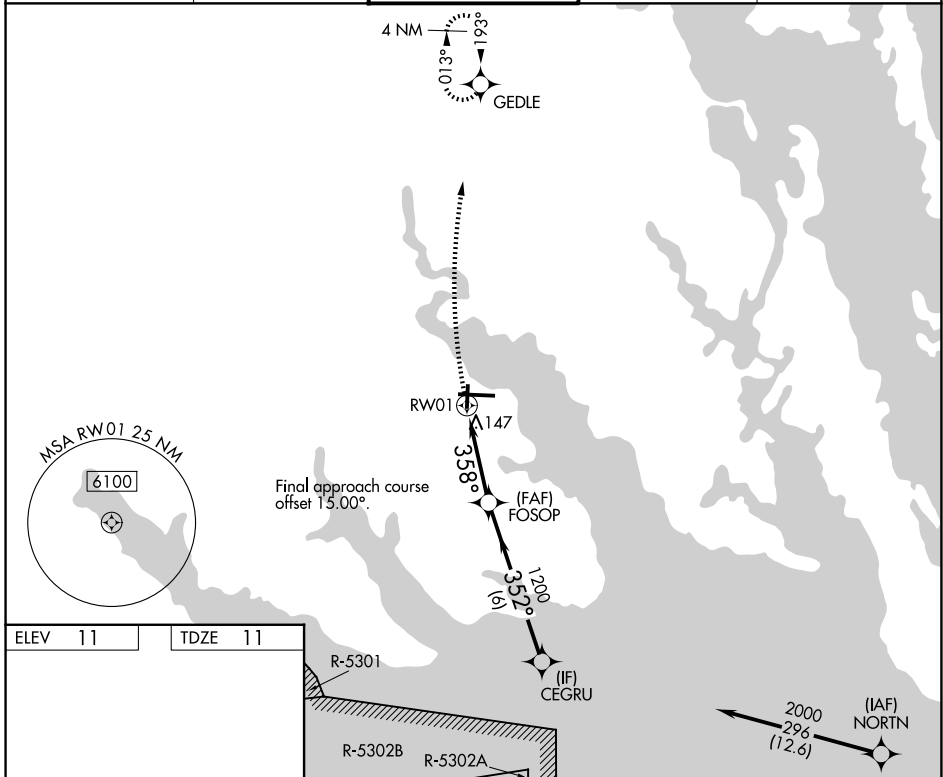 4 NM
193°
013°
GEDLE
RW01
147
MSA RW01 25 NM
6100
358°
Final approach course
offset 15.00°.
(FAF)
FOSOP
1200
352°
(6)
ELEV 11
TDZE 11
R-5301
(IF)
CEGRU
2000
296
(12.6)
(IAF)
NORTN
R-5302B
R-5302A